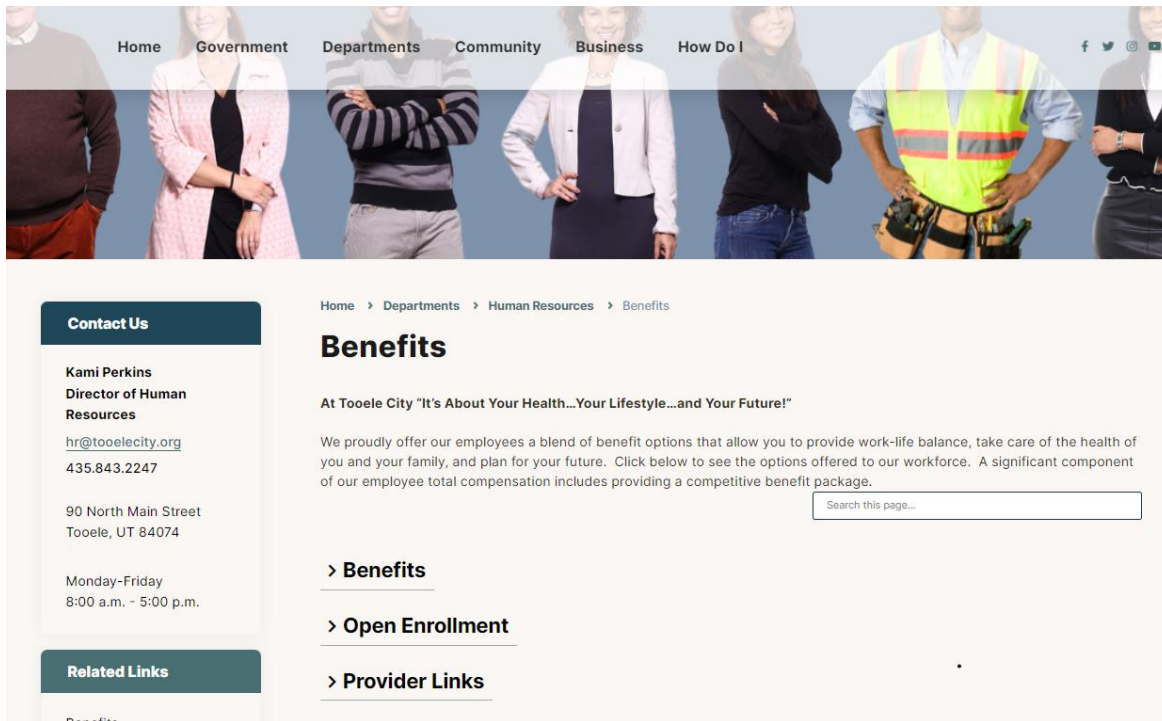 Home Government Departments Community Business How Do I
Contact Us
Kami Perkins
Director of Human
Resources
hr@tooelecity.org
435.843.2247
90 North Main Street
Tooele, UT 84074
Monday-Friday
8:00 a.m. - 5:00 p.m.
Related Links
Benefits
Home > Departments > Human Resources > Benefits
Benefits
At Tooele City "It's About Your Health...Your Lifestyle...and Your Future!"
We proudly offer our employees a blend of benefit options that allow you to provide work-life balance, take care of the health of
you and your family, and plan for your future.  Click below to see the options offered to our workforce.  A significant component
of our employee total compensation includes providing a competitive benefit package.
Search this page...
> Benefits
> Open Enrollment
> Provider Links